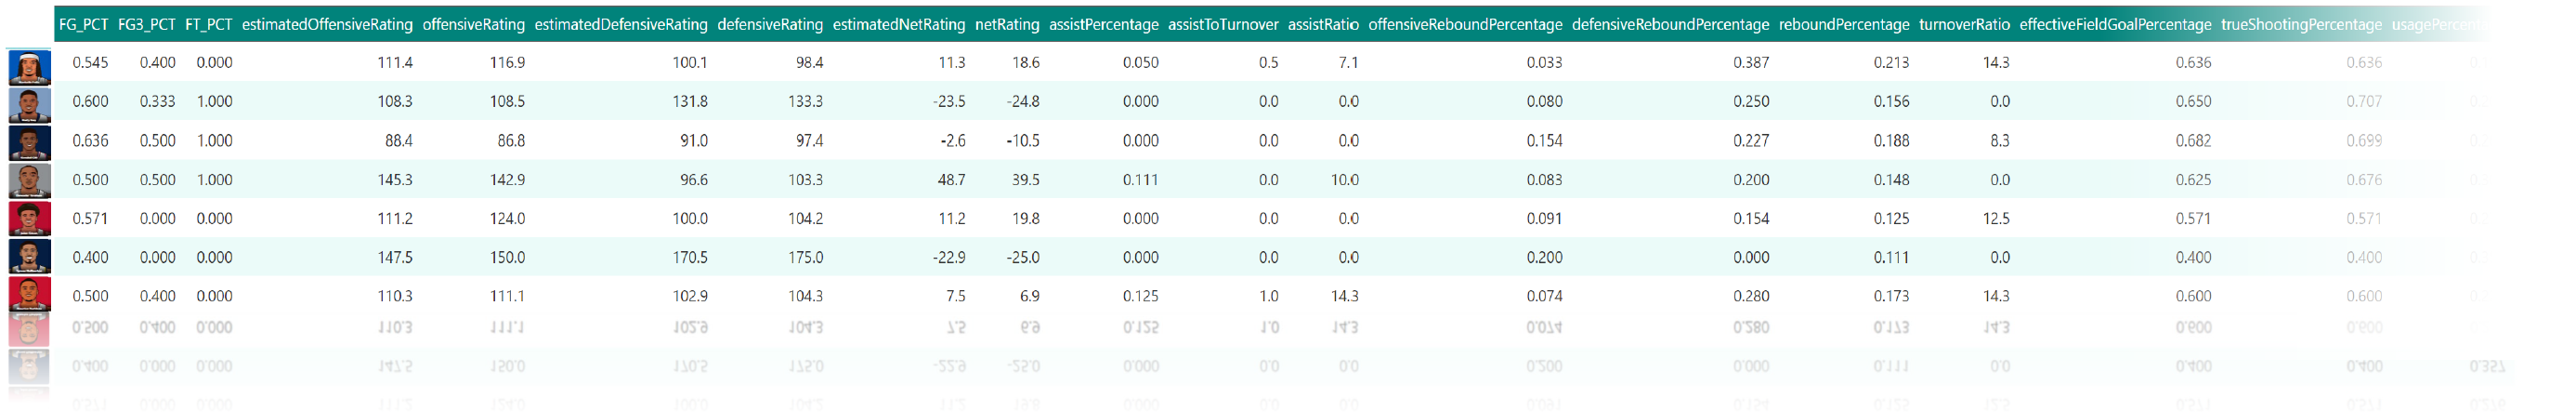 FG_PCT FG3_PCT FT_PCT estimatedOffensiveRating offensiveRating estimatedDefensiveRating defensiveRating estimatedNetRating netRating assistPercentage assistToTurnover assistRatio offensiveReboundPercentage defensiveReboundPercentage reboundPercentage turnoverRatio effectiveFieldGoalPercentage trueShootingPercentage
0.545 0.400 0.000 111.4 116.9 100.1 98.4 11.3 18.6 0.050 0.5 7.1 0.033 0.387 0.213 14.3 0.636 0.636
0.600 0.333 1.000 108.3 108.5 131.8 133.3 -23.5 -24.8 0.000 0.0 0.0 0.080 0.250 0.156 0.0 0.650 0.707
0.636 0.500 1.000 88.4 86.8 91.0 97.4 -2.6 -10.5 0.000 0.0 0.0 0.154 0.227 0.188 8.3 0.682 0.699
0.500 0.500 1.000 145.3 142.9 96.6 103.3 48.7 39.5 0.111 0.0 10.0 0.083 0.200 0.148 0.0 0.625 0.676
0.571 0.000 0.000 111.2 124.0 100.0 104.2 11.2 19.8 0.000 0.0 0.0 0.091 0.154 0.125 12.5 0.571 0.571
0.400 0.000 0.000 147.5 150.0 170.5 175.0 -22.9 -25.0 0.000 0.0 0.0 0.200 0.000 0.111 0.0 0.400 0.400
0.500 0.400 0.000 110.3 111.1 102.9 104.3 7.5 6.9 0.125 1.0 14.3 0.074 0.280 0.173 14.3 0.600 0.600